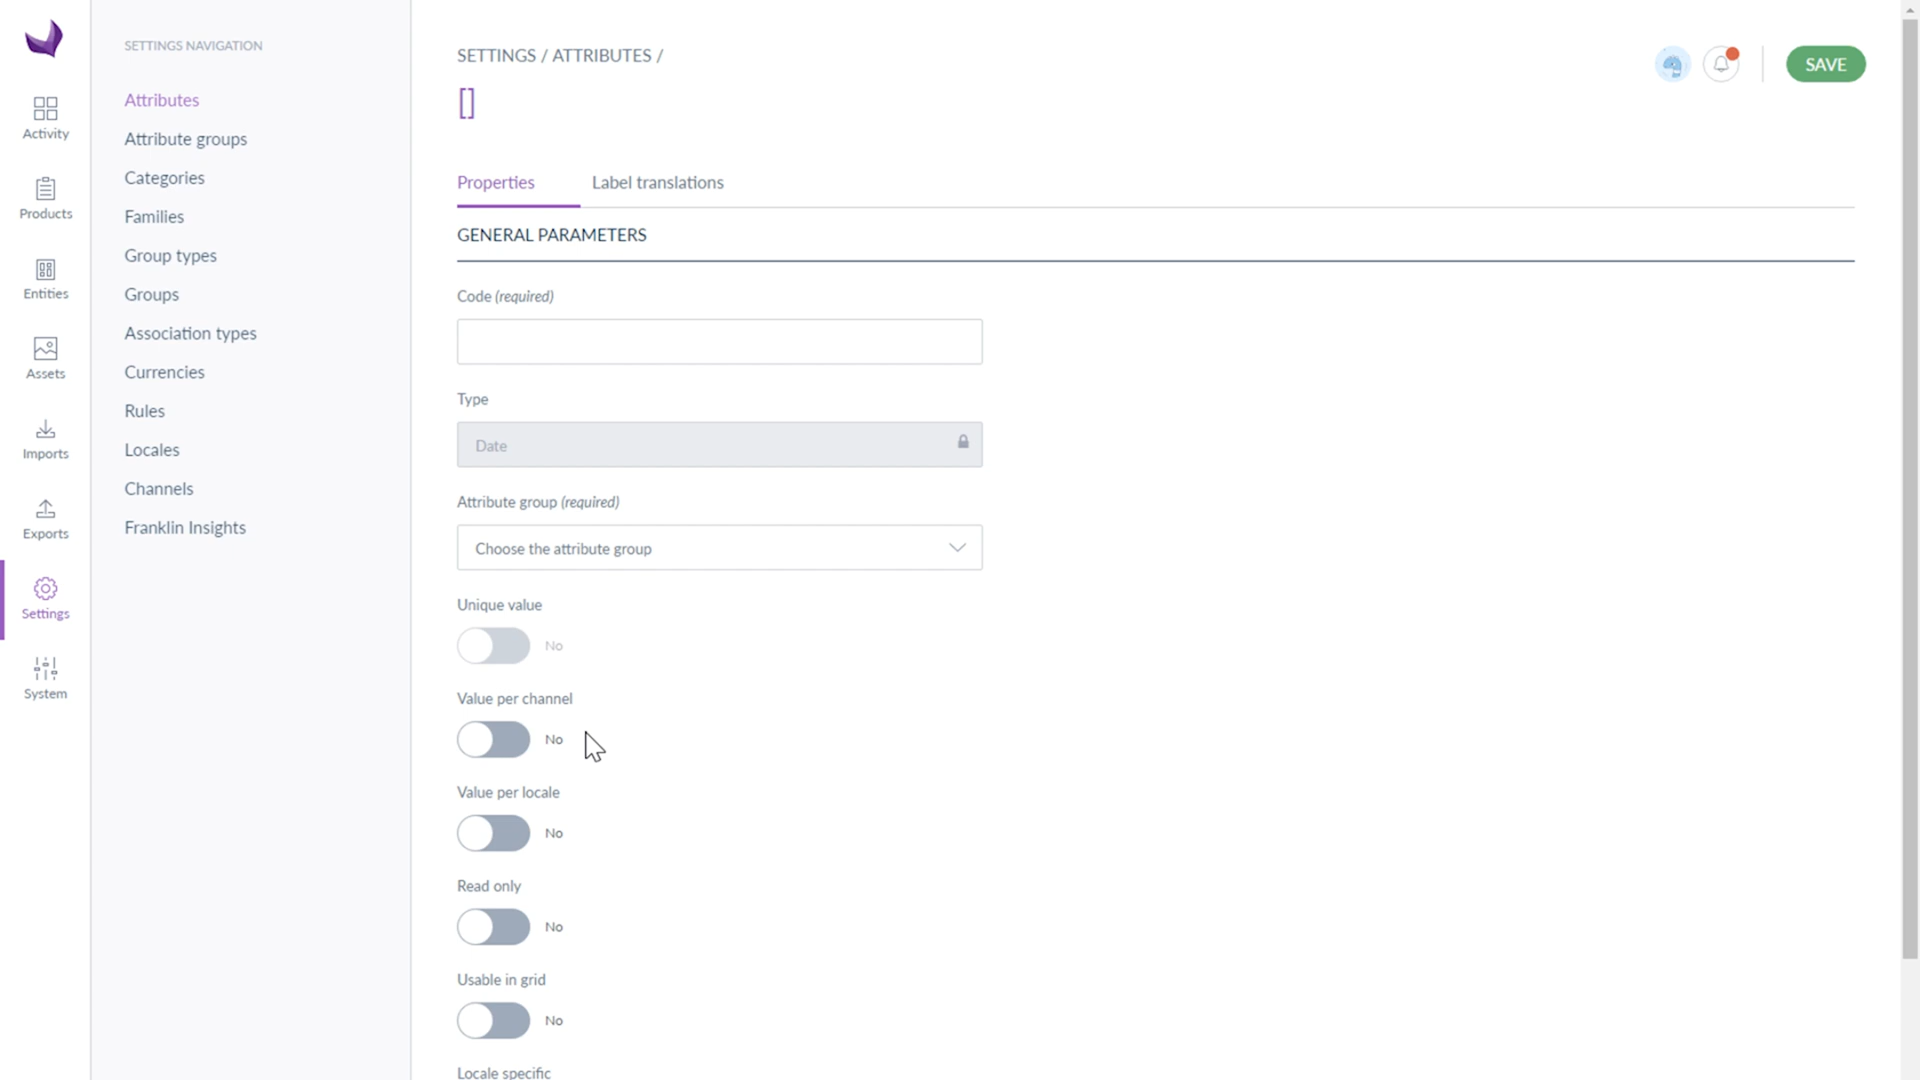 SETTINGS NAVIGATION
Attributes
Attribute groups
Categories
Families
Group types
Groups
Association types
Currencies
Rules
Locales
Channels
Franklin Insights
Activity
Products
Entities
Assets
Imports
Exports
Settings
System
SETTINGS / ATTRIBUTES /
[]
SAVE
Properties
Label translations
GENERAL PARAMETERS
Code (required)
Type
Date
Attribute group (required)
Choose the attribute group
Unique value
No
Value per channel
No
Value per locale
No
Read only
No
Usable in grid
No
Locale specific